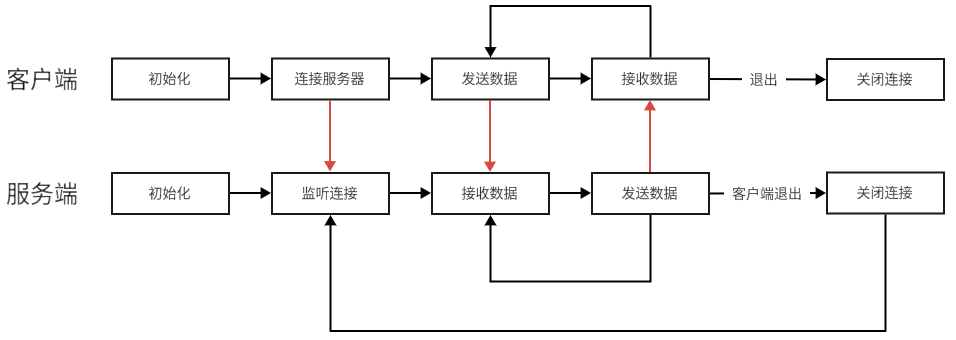 客户端
初始化
连接服务器
发送数据
接收数据
退出
关闭连接
服务端
初始化
监听连接
接收数据
发送数据
客户端退出
关闭连接